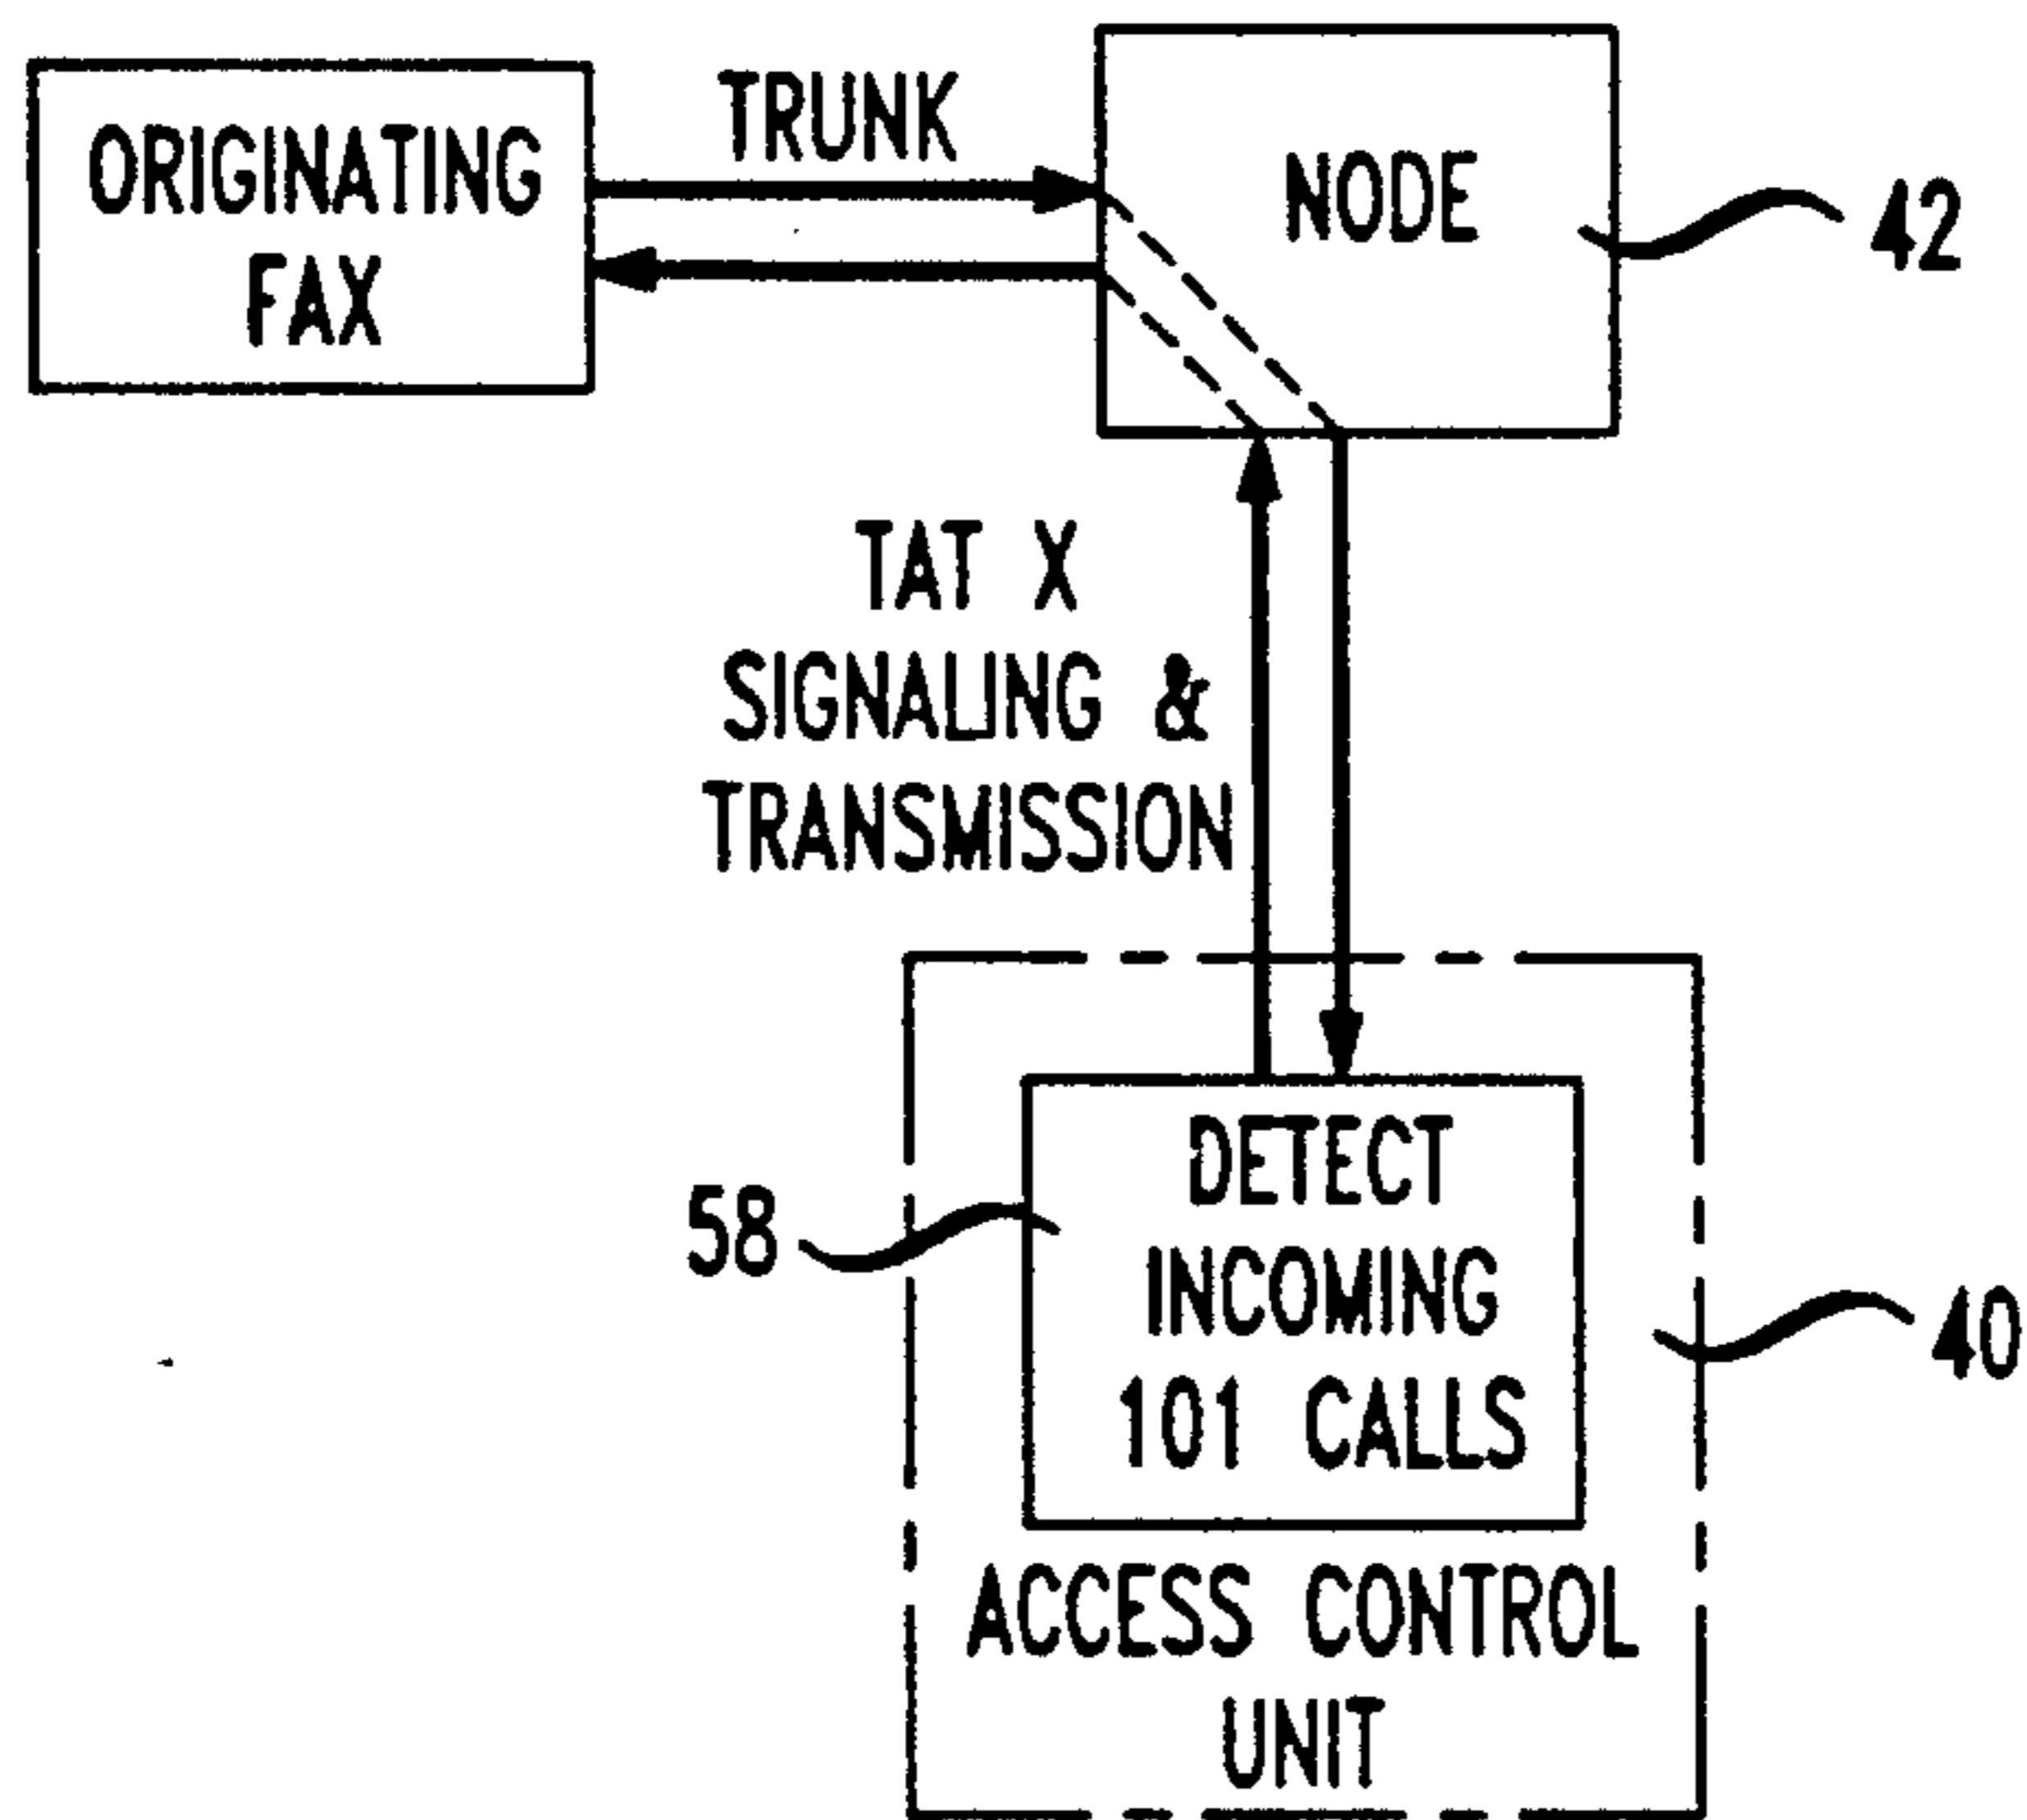 ORIGINATING
FAX
TRUNK
NODE
42
TAT X
SIGNALING &
TRANSMISSION
58
DETECT
INCOMING
101 CALLS
40
ACCESS CONTROL
UNIT